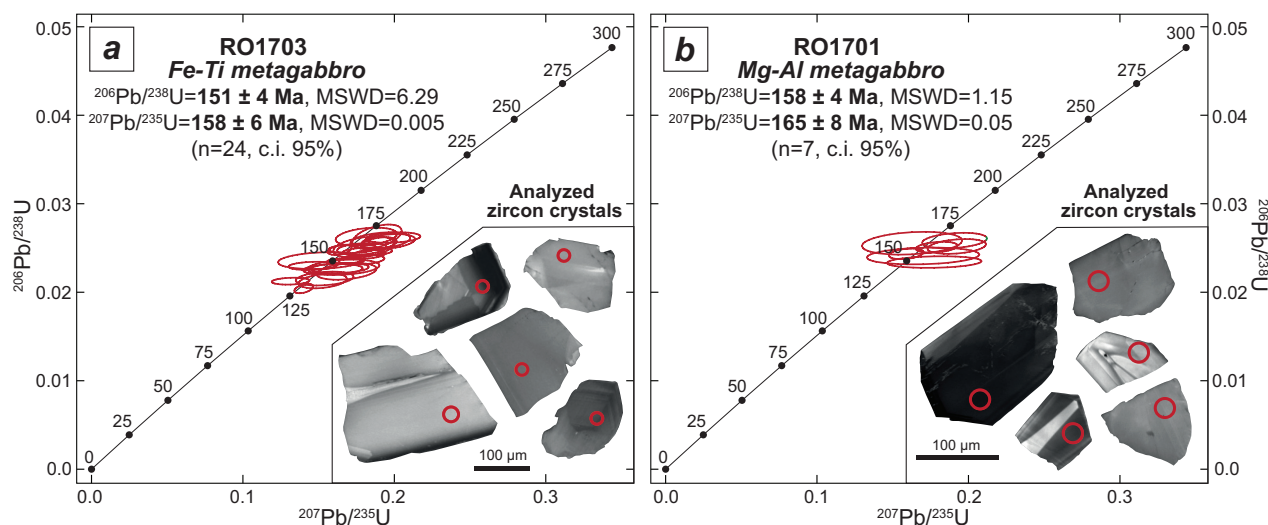 a
RO1703
Fe-Ti metagabbro
²⁰⁶Pb/²³⁸U=151 ± 4 Ma, MSWD=6.29
²⁰⁷Pb/²³⁵U=158 ± 6 Ma, MSWD=0.005
(n=24, c.i. 95%)
300
275
250
225
200
175
150
125
100
75
50
25
0
Analyzed
zircon crystals
100 µm
0.05
0.04
0.03
0.02
0.01
0.0
²⁰⁶Pb/²³⁸U
0.0
0.1
0.2
0.3
²⁰⁷Pb/²³⁵U
b
RO1701
Mg-Al metagabbro
²⁰⁶Pb/²³⁸U=158 ± 4 Ma, MSWD=1.15
²⁰⁷Pb/²³⁵U=165 ± 8 Ma, MSWD=0.05
(n=7, c.i. 95%)
300
275
250
225
200
175
150
125
100
75
50
25
0
Analyzed
zircon crystals
100 µm
0.05
0.04
0.03
0.02
0.01
0.0
²⁰⁶Pb/²³⁸U
0.0
0.1
0.2
0.3
²⁰⁷Pb/²³⁵U